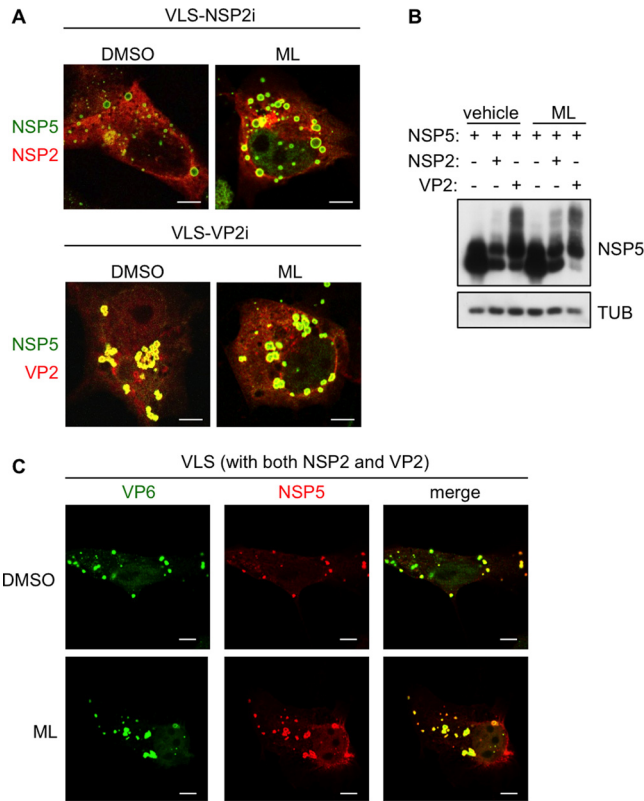 A
VLS-NSP2i
DMSO ML
NSP5
NSP2
VLS-VP2i
DMSO ML
NSP5
VP2
B
vehicle ML
NSP5: + + + + + +
NSP2: - + - - + -
VP2: - - + - - +
NSP5
TUB
C
VLS (with both NSP2 and VP2)
VP6 NSP5 merge
DMSO
ML